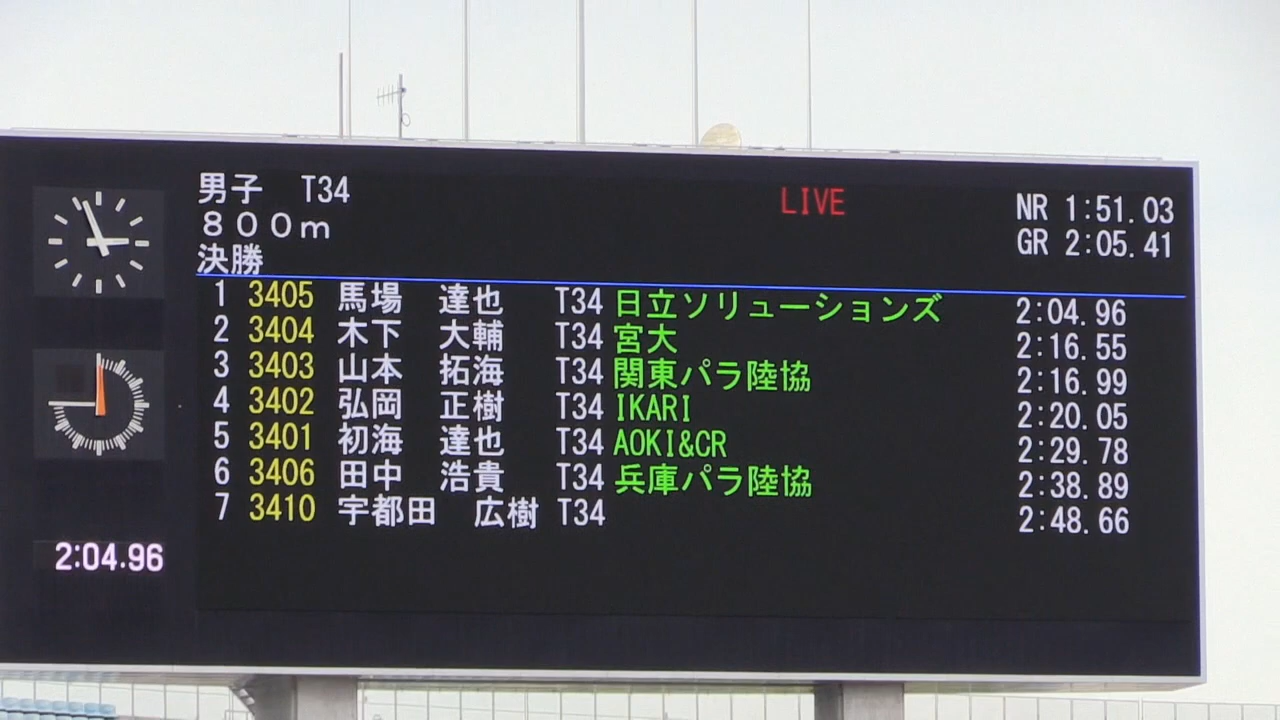 男子 T34 LIVE NR 1:51.03
８００ｍ GR 2:05.41
決勝
1 3405 馬場 達也 T34 日立ソリューションズ 2:04.96
2 3404 木下 大輔 T34 宮大 2:16.55
3 3403 山本 拓海 T34 関東パラ陸協 2:16.99
4 3402 弘岡 正樹 T34 IKARI 2:20.05
5 3401 初海 達也 T34 AOKI&CR 2:29.78
6 3406 田中 浩貴 T34 兵庫パラ陸協 2:38.89
7 3410 宇都田 広樹 T34 2:48.66
2:04.96